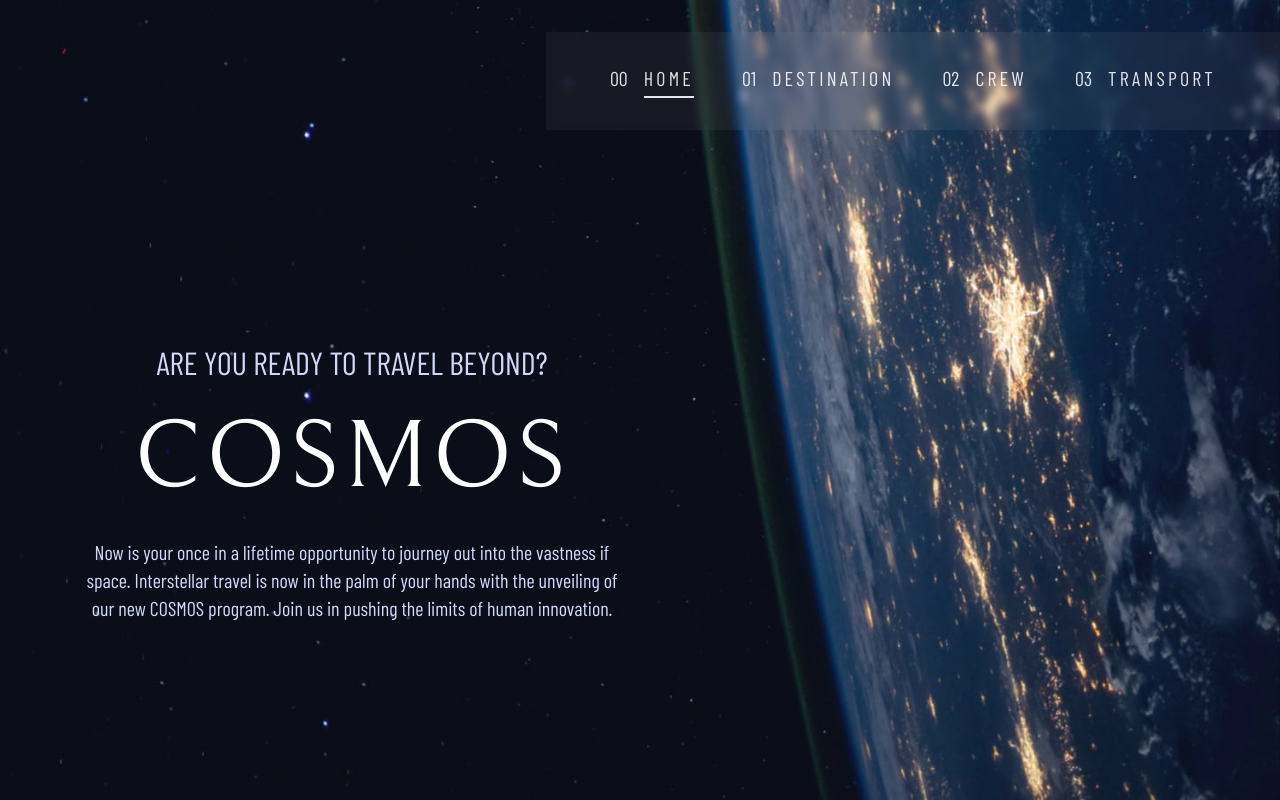 00 HOME 01 DESTINATION 02 CREW 03 TRANSPORT
ARE YOU READY TO TRAVEL BEYOND?
COSMOS
Now is your once in a lifetime opportunity to journey out into the vastness if
space. Interstellar travel is now in the palm of your hands with the unveiling of
our new COSMOS program. Join us in pushing the limits of human innovation.